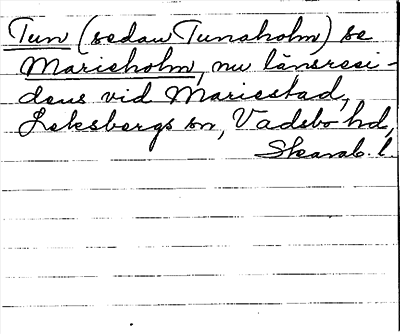 Tun (sedan Tunaholm) se
Marieholm, nu länsresi-
dens vid Mariestad,
Leksbergs sn, Vadsbo hd,
Skarab. l.